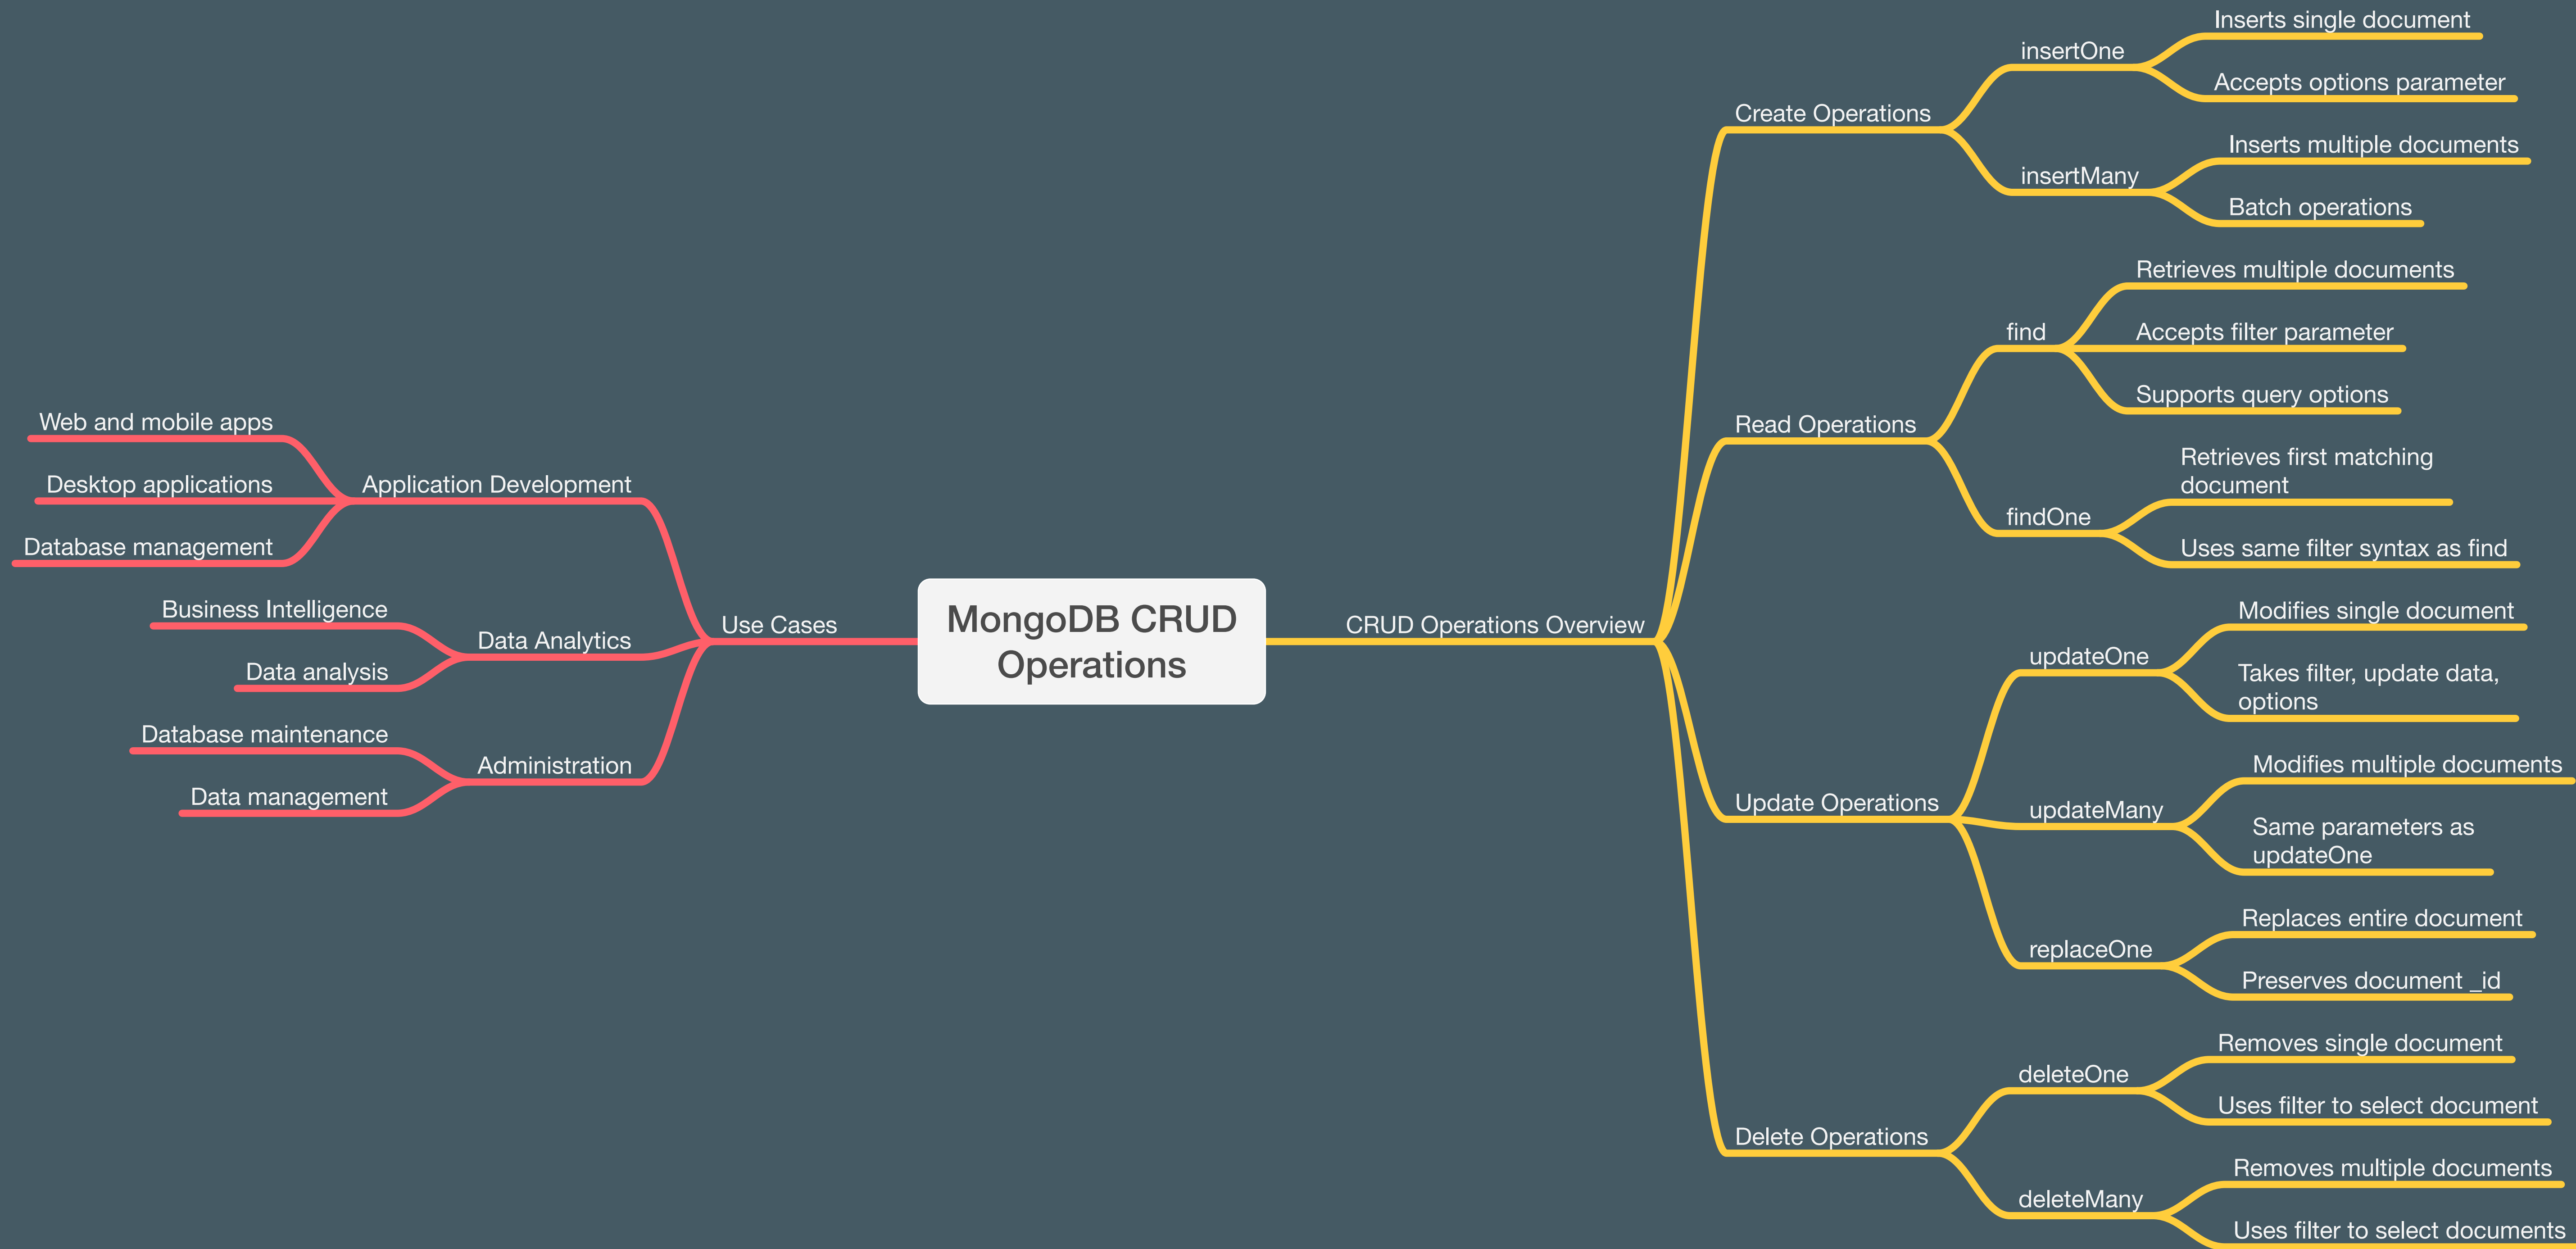 MongoDB CRUD
Operations
Use Cases
Application Development
Web and mobile apps
Desktop applications
Database management
Data Analytics
Business Intelligence
Data analysis
Administration
Database maintenance
Data management
CRUD Operations Overview
Create Operations
insertOne
Inserts single document
Accepts options parameter
insertMany
Inserts multiple documents
Batch operations
Read Operations
find
Retrieves multiple documents
Accepts filter parameter
Supports query options
findOne
Retrieves first matching
document
Uses same filter syntax as find
Update Operations
updateOne
Modifies single document
Takes filter, update data,
options
updateMany
Modifies multiple documents
Same parameters as
updateOne
replaceOne
Replaces entire document
Preserves document _id
Delete Operations
deleteOne
Removes single document
Uses filter to select document
deleteMany
Removes multiple documents
Uses filter to select documents